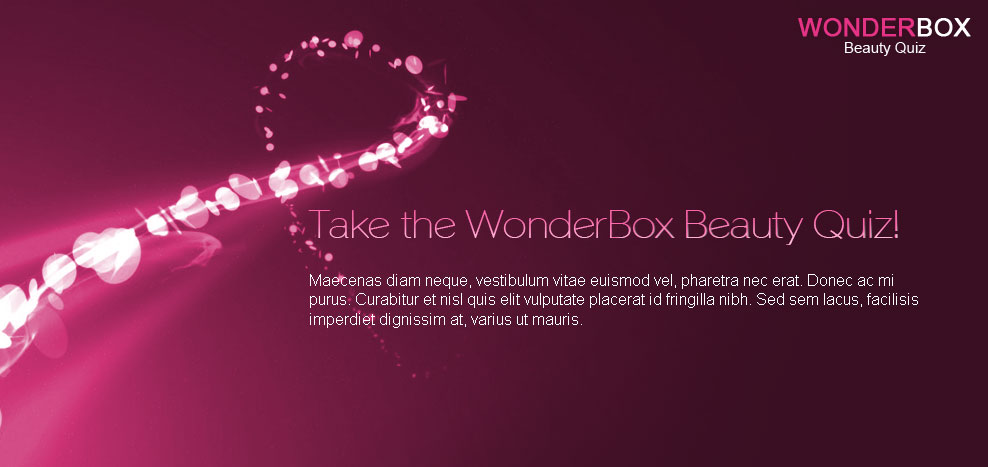 WONDERBOX
Beauty Quiz
Take the WonderBox Beauty Quiz!
Maecenas diam neque, vestibulum vitae euismod vel, pharetra nec erat. Donec ac mi
purus. Curabitur et nisl quis elit vulputate placerat id fringilla nibh. Sed sem lacus, facilisis
imperdiet dignissim at, varius ut mauris.